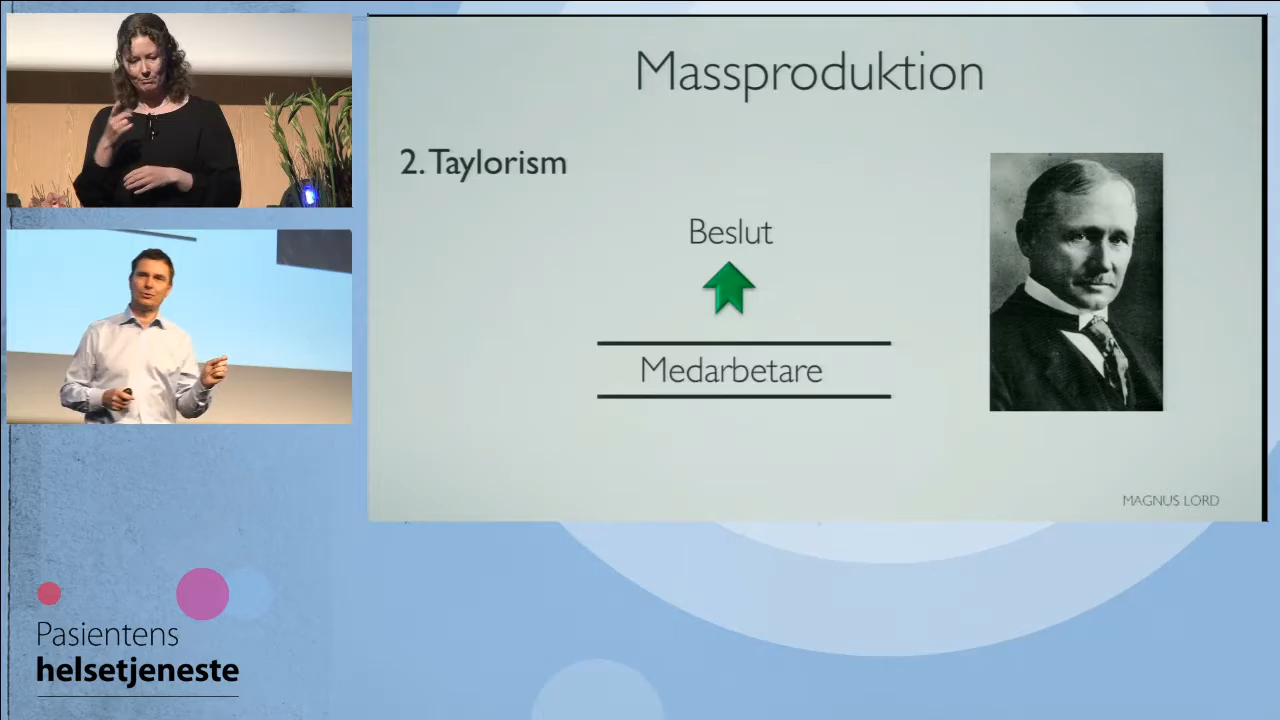 Massproduktion
2. Taylorism
Beslut
Medarbetare
MAGNUS LORD
Pasientens
helsetjeneste